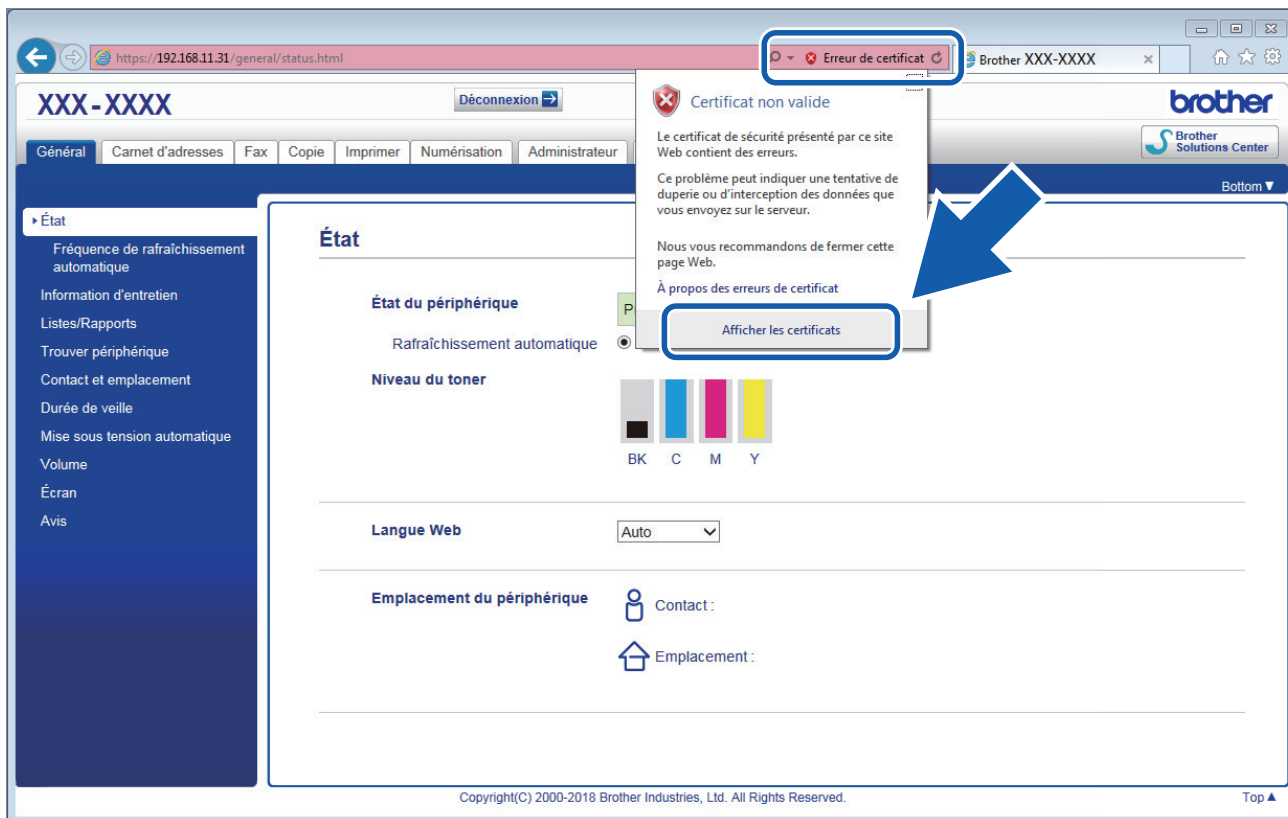 https://192.168.11.31/general/status.html
Erreur de certificat
Brother XXX-XXXX
XXX-XXXX
Déconnexion
brother
Brother
Solutions Center
Général
Carnet d'adresses
Fax
Copie
Imprimer
Numérisation
Administrateur
Certificat non valide
Le certificat de sécurité présenté par ce site
Web contient des erreurs.
Ce problème peut indiquer une tentative de
duperie ou d'interception des données que
vous envoyez sur le serveur.
Nous vous recommandons de fermer cette
page Web.
À propos des erreurs de certificat
Afficher les certificats
Bottom▼
État
Fréquence de rafraîchissement
automatique
Information d'entretien
Listes/Rapports
Trouver périphérique
Contact et emplacement
Durée de veille
Mise sous tension automatique
Volume
Écran
Avis
État
État du périphérique
Rafraîchissement automatique
Niveau du toner
BK C M Y
Langue Web
Auto
Emplacement du périphérique
Contact :
Emplacement :
Copyright(C) 2000-2018 Brother Industries, Ltd. All Rights Reserved.
Top▲